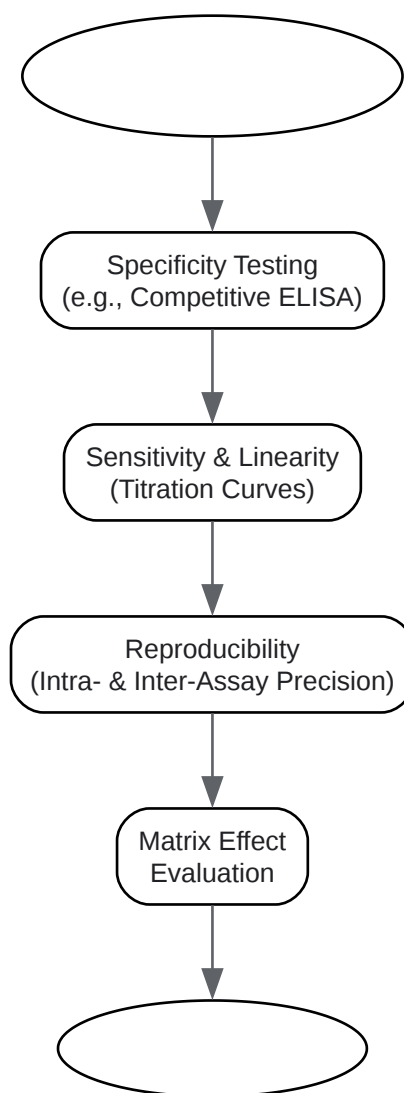 Specificity Testing
(e.g., Competitive ELISA)
Sensitivity & Linearity
(Titration Curves)
Reproducibility
(Intra- & Inter-Assay Precision)
Matrix Effect
Evaluation